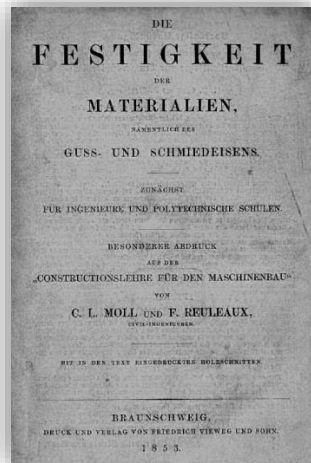 DIE
FESTIGKEIT
DER
MATERIALIEN,
NAMENTLICH DES
GUSS- UND SCHMIEDEISENS.
ZUNÄCHST
FÜR INGENIEURE UND POLYTECHNISCHE SCHULEN.
BESONDERER ABDRUCK
AUS DER
„CONSTRUCTIONSLEHRE FÜR DEN MASCHINENBAU“
VON
C. L. MOLL UND F. REULEAUX,
CIVIL-INGENIEUREN.
MIT IN DEN TEXT EINGEDRUCKTEN HOLZSCHNITTEN.
BRAUNSCHWEIG,
DRUCK UND VERLAG VON FRIEDRICH VIEWEG UND SOHN.
1853.